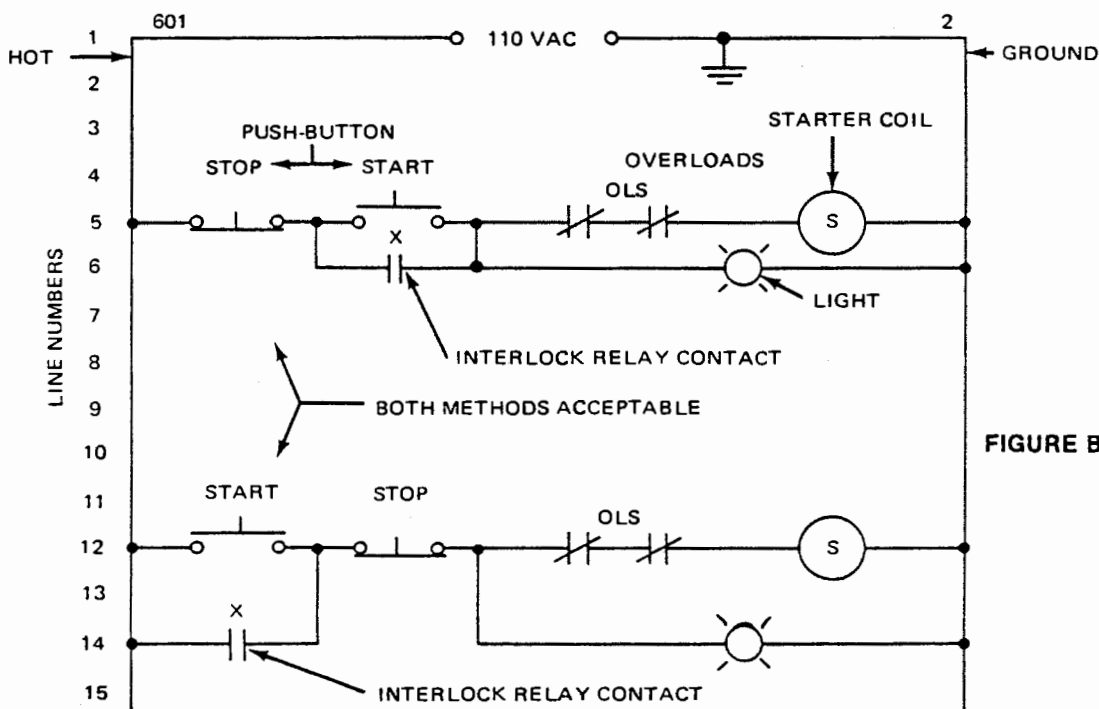 601
2
1
110 VAC
HOT
GROUND
2
3
PUSH-BUTTON
STARTER COIL
4
STOP
START
OVERLOADS
OLS
5
X
S
6
LIGHT
7
8
INTERLOCK RELAY CONTACT
LINE NUMBERS
9
BOTH METHODS ACCEPTABLE
10
FIGURE B
11
START
STOP
OLS
12
S
13
X
14
15
INTERLOCK RELAY CONTACT